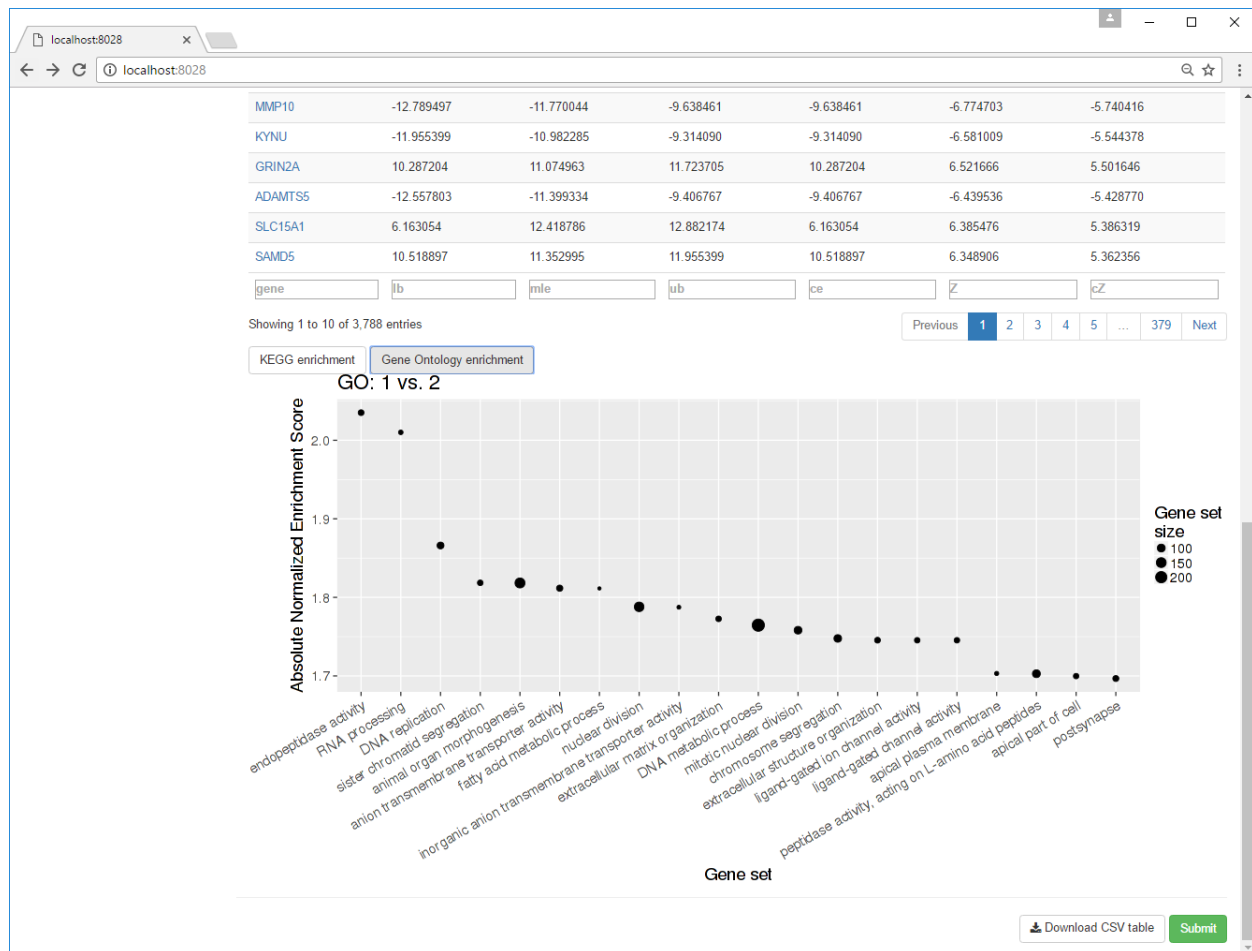 localhost:8028
localhost:8028
MMP10 -12.789497 -11.770044 -9.638461 -9.638461 -6.774703 -5.740416
KYNU -11.955399 -10.982285 -9.314090 -9.314090 -6.581009 -5.544378
GRIN2A 10.287204 11.074963 11.723705 10.287204 6.521666 5.501646
ADAMTS5 -12.557803 -11.399334 -9.406767 -9.406767 -6.439536 -5.428770
SLC15A1 6.163054 12.418786 12.882174 6.163054 6.385476 5.386319
SAMD5 10.518897 11.352995 11.955399 10.518897 6.348906 5.362356
gene lb mle ub ce Z cZ
Showing 1 to 10 of 3,788 entries
Previous 1 2 3 4 5 ... 379 Next
KEGG enrichment Gene Ontology enrichment
GO: 1 vs. 2
Absolute Normalized Enrichment Score
2.0
1.9
1.8
1.7
Gene set
size
100
150
200
endopeptidase activity
RNA processing
DNA replication
sister chromatid segregation
animal organ morphogenesis
anion transmembrane transporter activity
fatty acid metabolic process
nuclear division
inorganic anion transmembrane transporter activity
extracellular matrix organization
DNA metabolic process
mitotic nuclear division
chromosome segregation
extracellular structure organization
ligand-gated ion channel activity
ligand-gated channel activity
apical plasma membrane
peptidase activity, acting on L-amino acid peptides
apical part of cell
postsynapse
Gene set
Download CSV table Submit